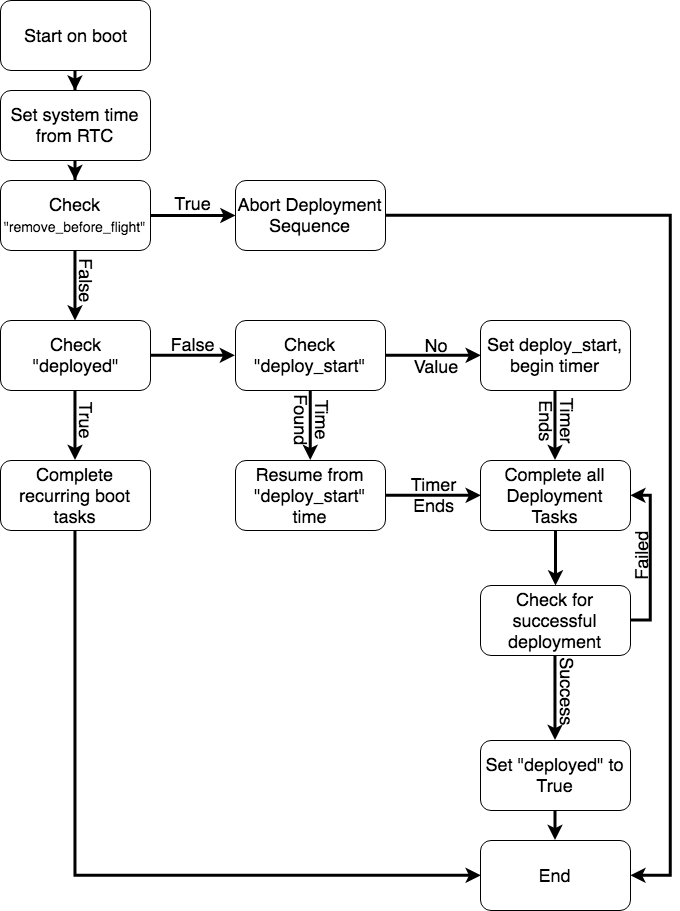 Start on boot
Set system time
from RTC
Check
"remove_before_flight"
True
Abort Deployment
Sequence
False
Check
"deployed"
False
Check
"deploy_start"
No
Value
Set deploy_start,
begin timer
True
Time
Found
Timer
Ends
Complete
recurring boot
tasks
Resume from
"deploy_start"
time
Timer
Ends
Complete all
Deployment
Tasks
Failed
Check for
successful
deployment
Success
Set "deployed" to
True
End